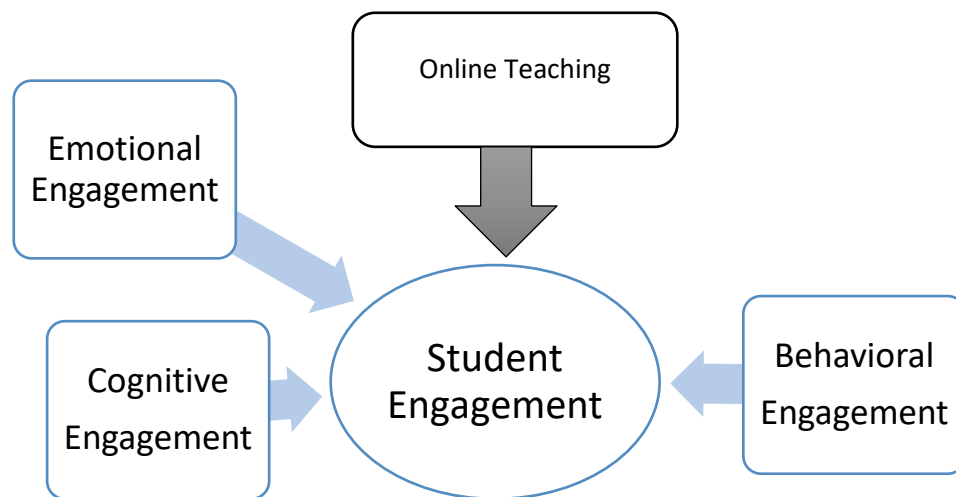 Online Teaching
Emotional
Engagement
Cognitive
Engagement
Student
Engagement
Behavioral
Engagement